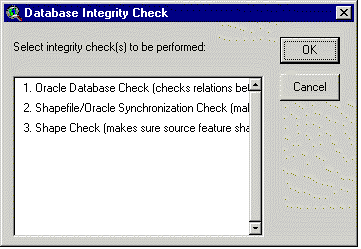 Database Integrity Check
Select integrity check(s) to be performed:
OK
Cancel
1. Oracle Database Check (checks relations bet
2. Shapefile/Oracle Synchronization Check (mal
3. Shape Check (makes sure source feature sha